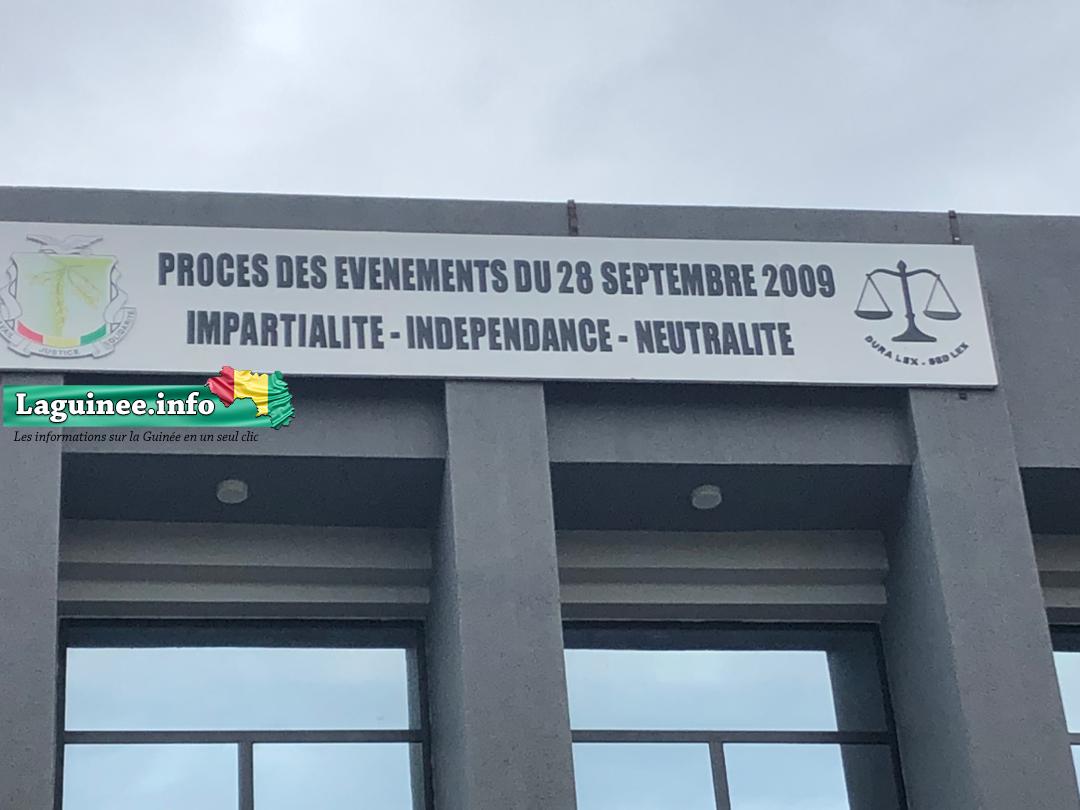 PROCES DES EVENEMENTS DU 28 SEPTEMBRE 2009
IMPARTIALITE - INDEPENDANCE - NEUTRALITE
JUSTICE
SOLIDARITE
DURA LEX - SED LEX
Laguinee.info
Les informations sur la Guinée en un seul clic